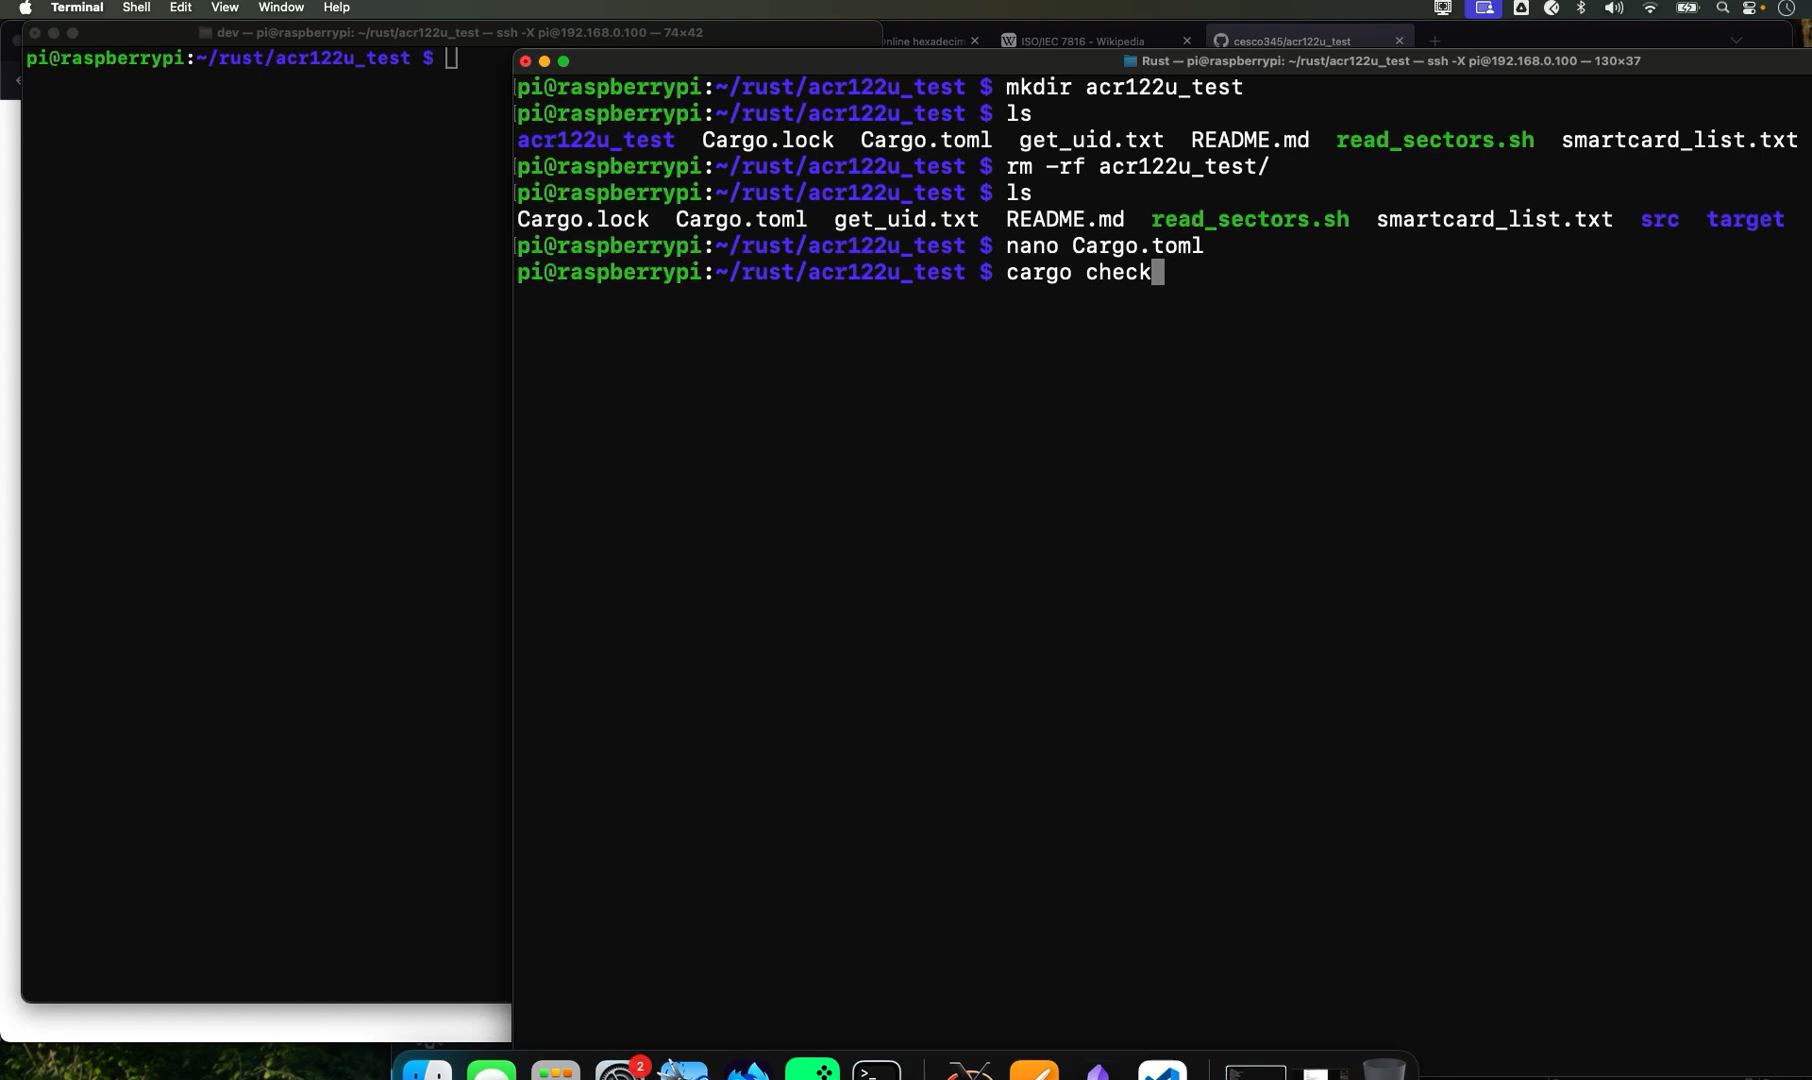 Terminal Shell Edit View Window Help
dev — pi@raspberrypi: ~/rust/acr122u_test — ssh -X pi@192.168.0.100 — 74×42
nline hexadecim
ISO/IEC 7816 - Wikipedia
cesco345/acr122u_test
pi@raspberrypi:~/rust/acr122u_test $
Rust — pi@raspberrypi: ~/rust/acr122u_test — ssh -X pi@192.168.0.100 — 130×37
pi@raspberrypi:~/rust/acr122u_test $ mkdir acr122u_test
pi@raspberrypi:~/rust/acr122u_test $ ls
acr122u_test Cargo.lock Cargo.toml get_uid.txt README.md read_sectors.sh smartcard_list.txt
pi@raspberrypi:~/rust/acr122u_test $ rm -rf acr122u_test/
pi@raspberrypi:~/rust/acr122u_test $ ls
Cargo.lock Cargo.toml get_uid.txt README.md read_sectors.sh smartcard_list.txt src target
pi@raspberrypi:~/rust/acr122u_test $ nano Cargo.toml
pi@raspberrypi:~/rust/acr122u_test $ cargo check
2